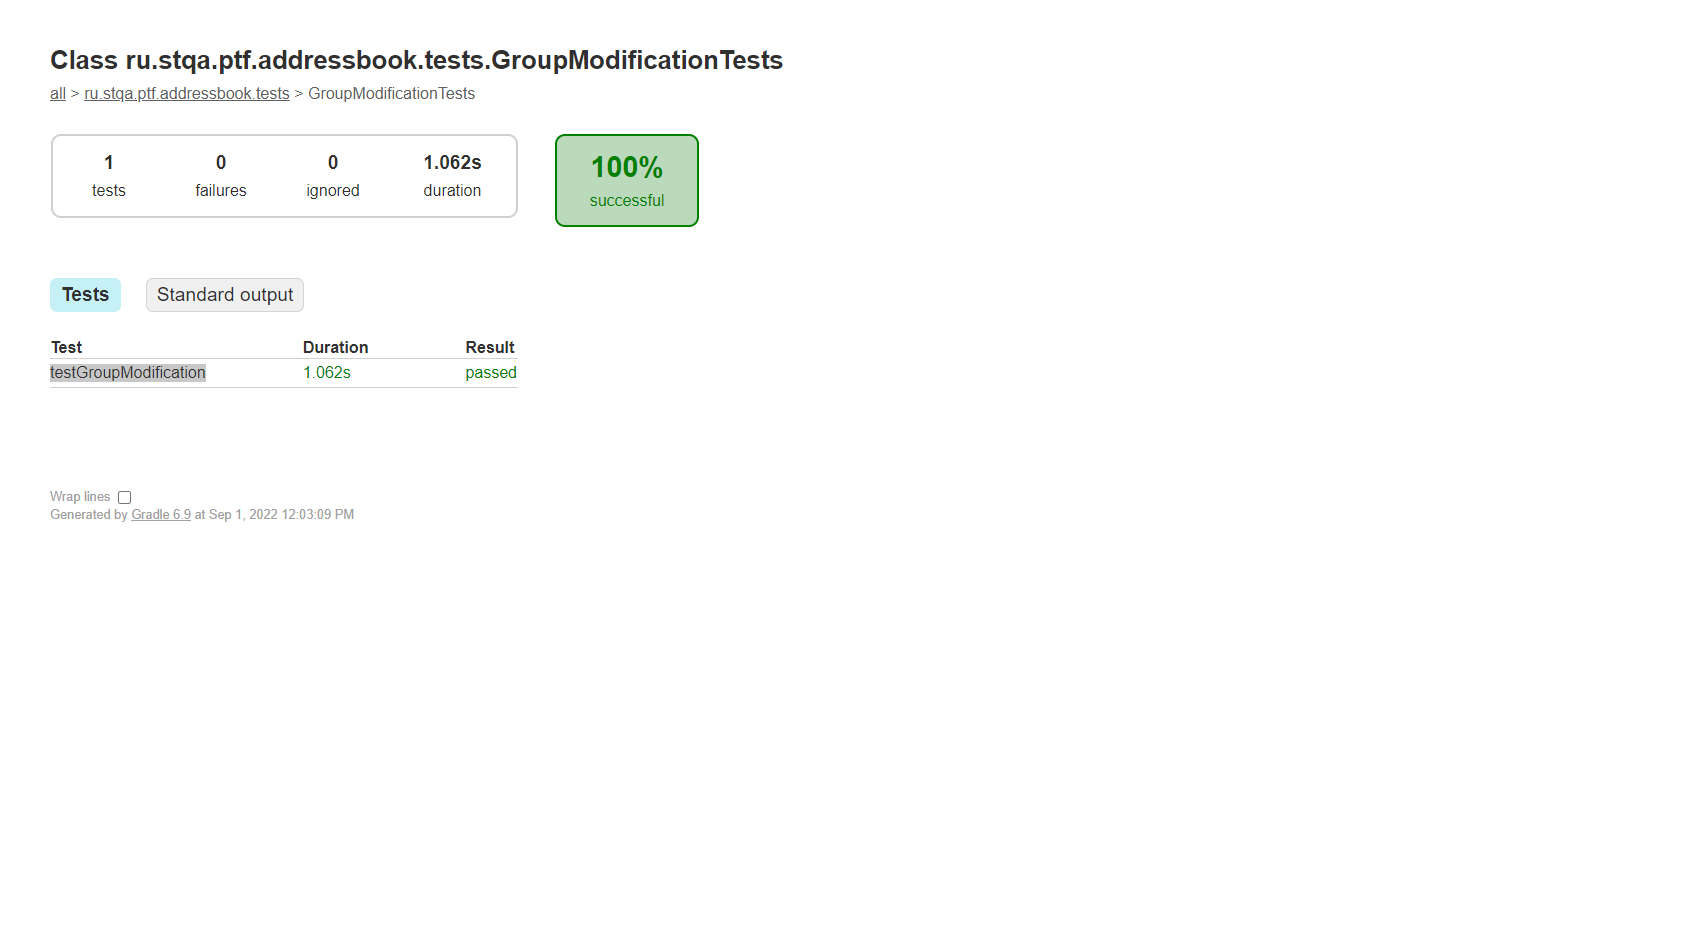 Class ru.stqa.ptf.addressbook.tests.GroupModificationTests
all > ru.stqa.ptf.addressbook.tests > GroupModificationTests
1 0 0 1.062s
tests failures ignored duration
100%
successful
Tests Standard output
Test Duration Result
testGroupModification 1.062s passed
Wrap lines
Generated by Gradle 6.9 at Sep 1, 2022 12:03:09 PM